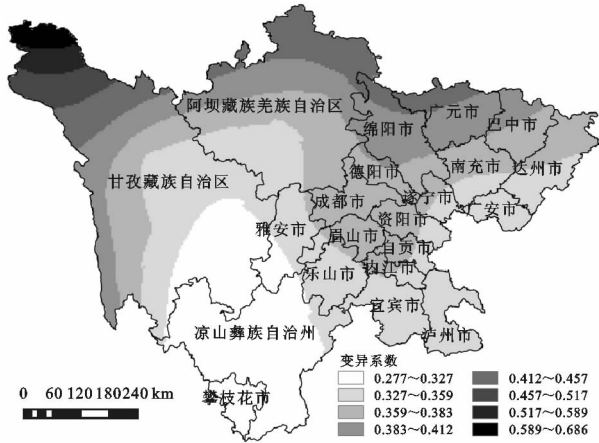 阿坝藏族羌族自治区
广元市
巴中市
绵阳市
南充市
达州市
德阳市
甘孜藏族自治区
遂宁市
成都市
广安市
资阳市
雅安市
眉山市
自贡市
内江市
乐山市
宜宾市
凉山彝族自治州
泸州市
攀枝花市
变异系数
0.277～0.327
0.327～0.359
0.359～0.383
0.383～0.412
0.412～0.457
0.457～0.517
0.517～0.589
0.589～0.686
0 60 120 180 240 km